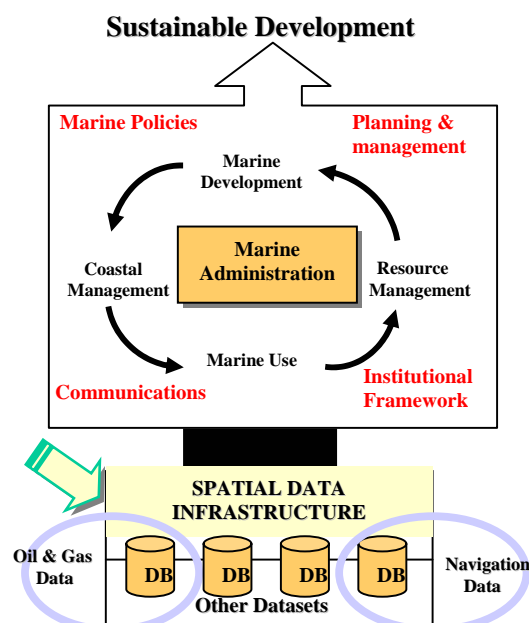 Sustainable Development
Marine Policies
Planning &
management
Marine
Development
Marine
Administration
Coastal
Management
Resource
Management
Marine Use
Communications
Institutional
Framework
SPATIAL DATA
INFRASTRUCTURE
Oil & Gas
Data
DB
DB
DB
DB
Navigation
Data
Other Datasets